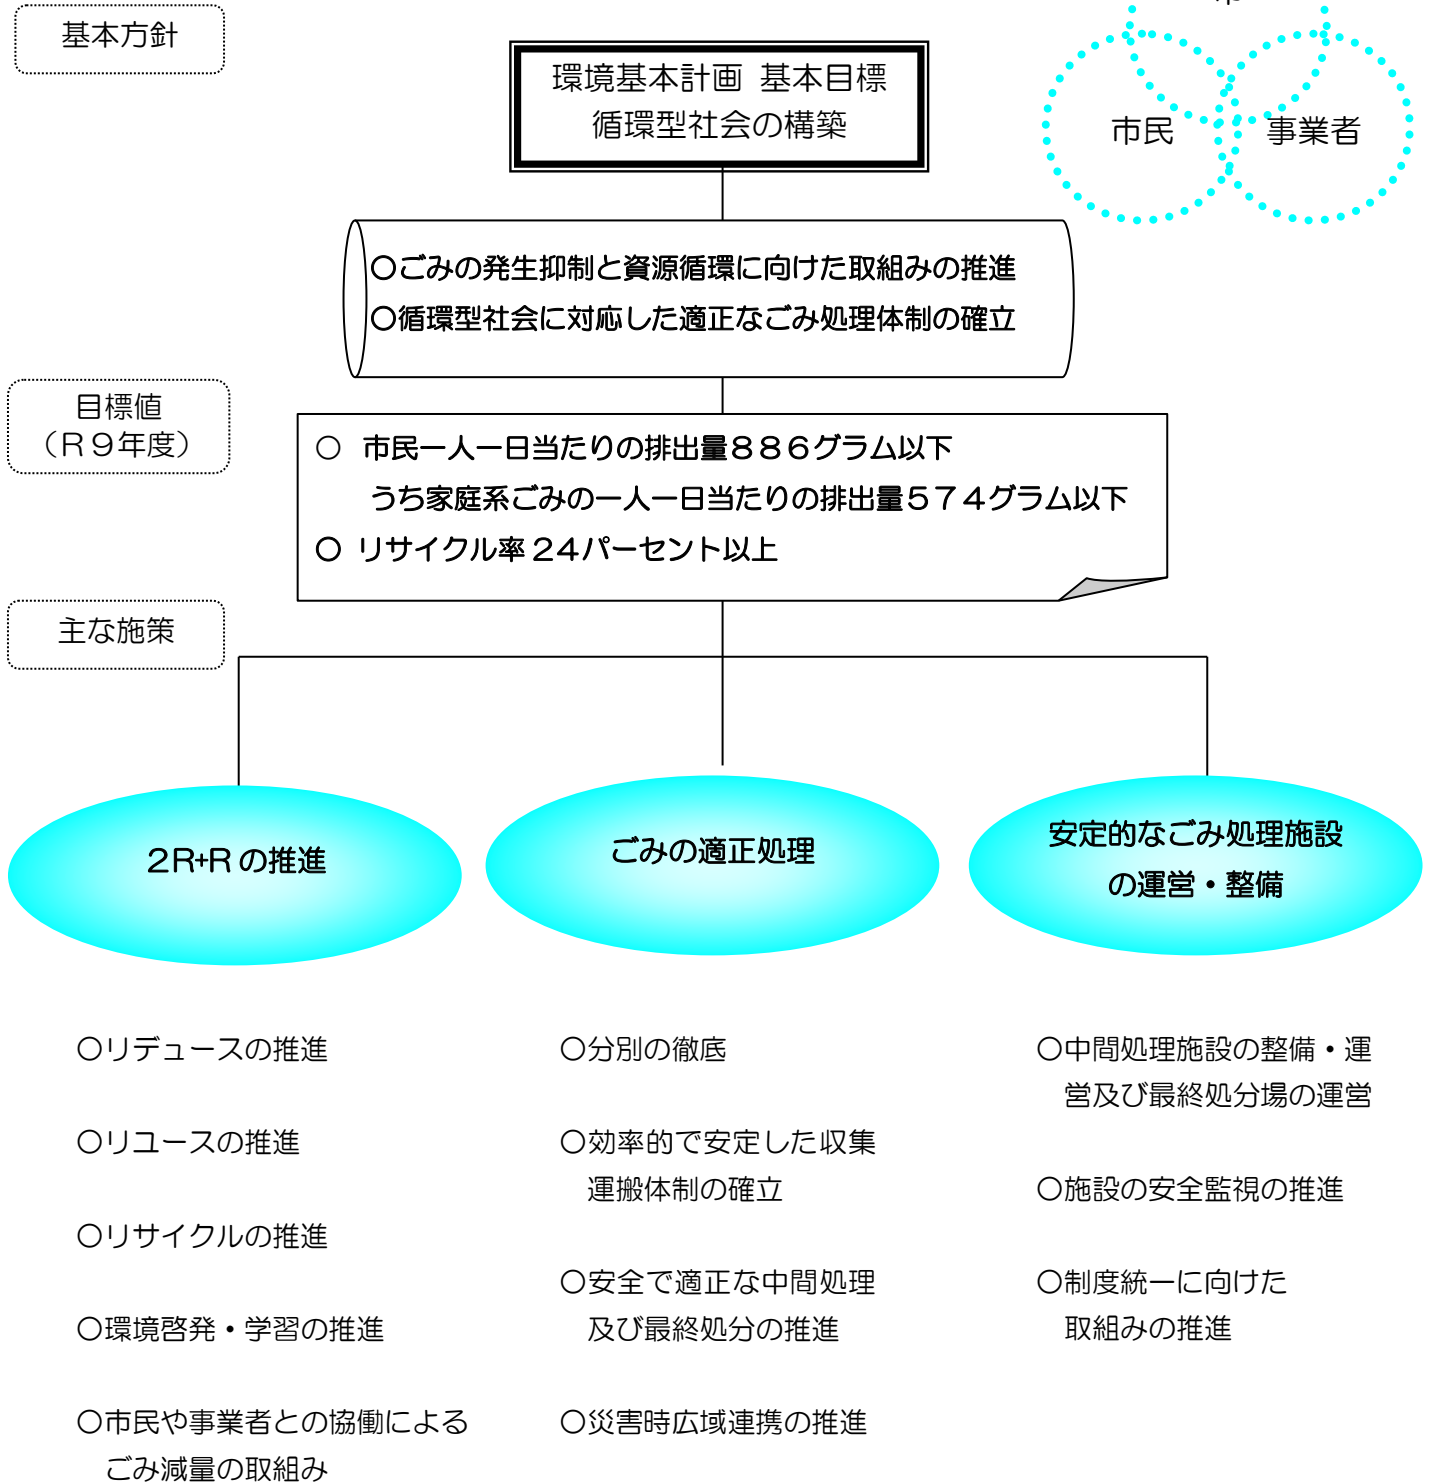 基本方針
市
環境基本計画 基本目標
循環型社会の構築
市民
事業者
〇ごみの発生抑制と資源循環に向けた取組みの推進
〇循環型社会に対応した適正なごみ処理体制の確立
目標値
（Ｒ９年度）
○ 市民一人一日当たりの排出量８８６グラム以下
うち家庭系ごみの一人一日当たりの排出量５７４グラム以下
〇 リサイクル率24パーセント以上
主な施策
２R+Rの推進
ごみの適正処理
安定的なごみ処理施設
の運営・整備
〇リデュースの推進
〇リユースの推進
〇リサイクルの推進
〇環境啓発・学習の推進
〇市民や事業者との協働による
ごみ減量の取組み
〇分別の徹底
〇効率的で安定した収集
運搬体制の確立
〇安全で適正な中間処理
及び最終処分の推進
〇災害時広域連携の推進
〇中間処理施設の整備・運
営及び最終処分場の運営
〇施設の安全監視の推進
〇制度統一に向けた
取組みの推進